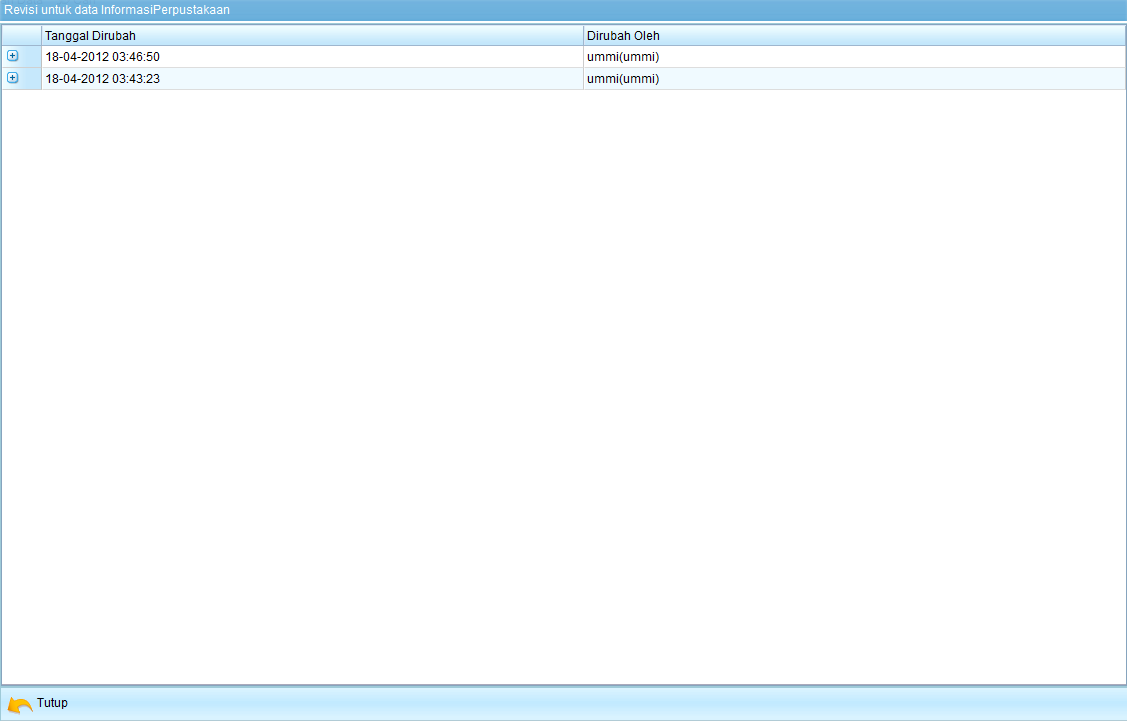 Revisi untuk data InformasiPerpustakaan
Tanggal Dirubah Dirubah Oleh
18-04-2012 03:46:50 ummi(ummi)
18-04-2012 03:43:23 ummi(ummi)
Tutup